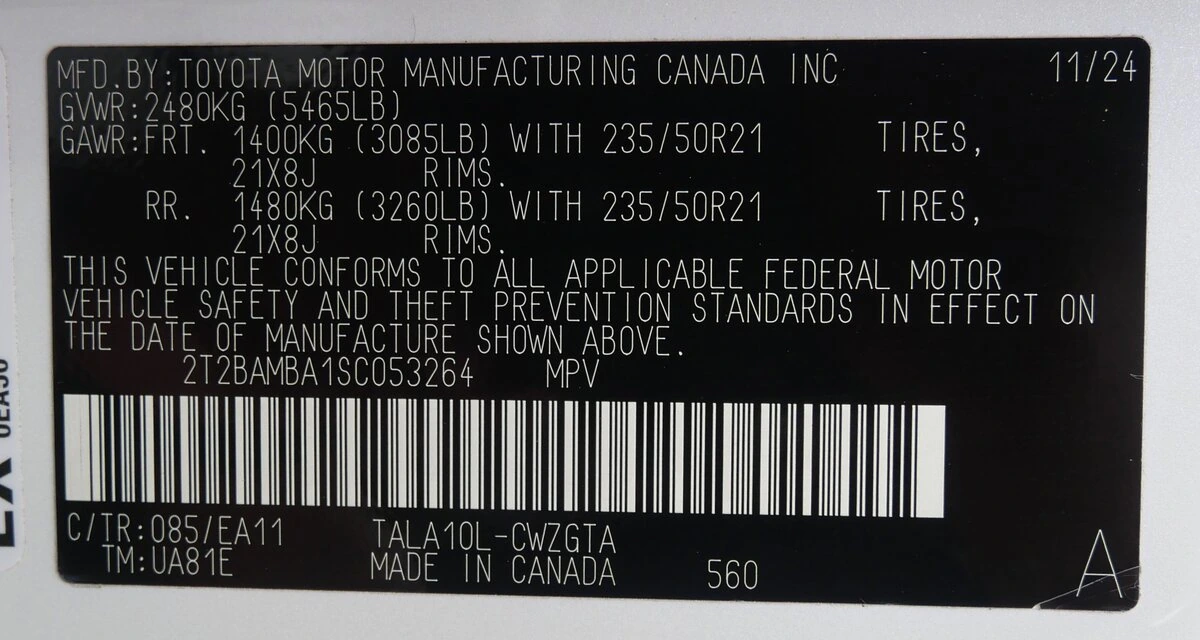 MFD.BY:TOYOTA MOTOR MANUFACTURING CANADA INC 11/24
GVWR:2480KG (5465LB)
GAWR:FRT. 1400KG (3085LB) WITH 235/50R21 TIRES,
21X8J RIMS.
RR. 1480KG (3260LB) WITH 235/50R21 TIRES,
21X8J RIMS.
THIS VEHICLE CONFORMS TO ALL APPLICABLE FEDERAL MOTOR
VEHICLE SAFETY AND THEFT PREVENTION STANDARDS IN EFFECT ON
THE DATE OF MANUFACTURE SHOWN ABOVE.
2T2BAMBA1SC053264 MPV
C/TR:085/EA11 TALA10L-CWZGTA
TM:UA81E MADE IN CANADA 560
A